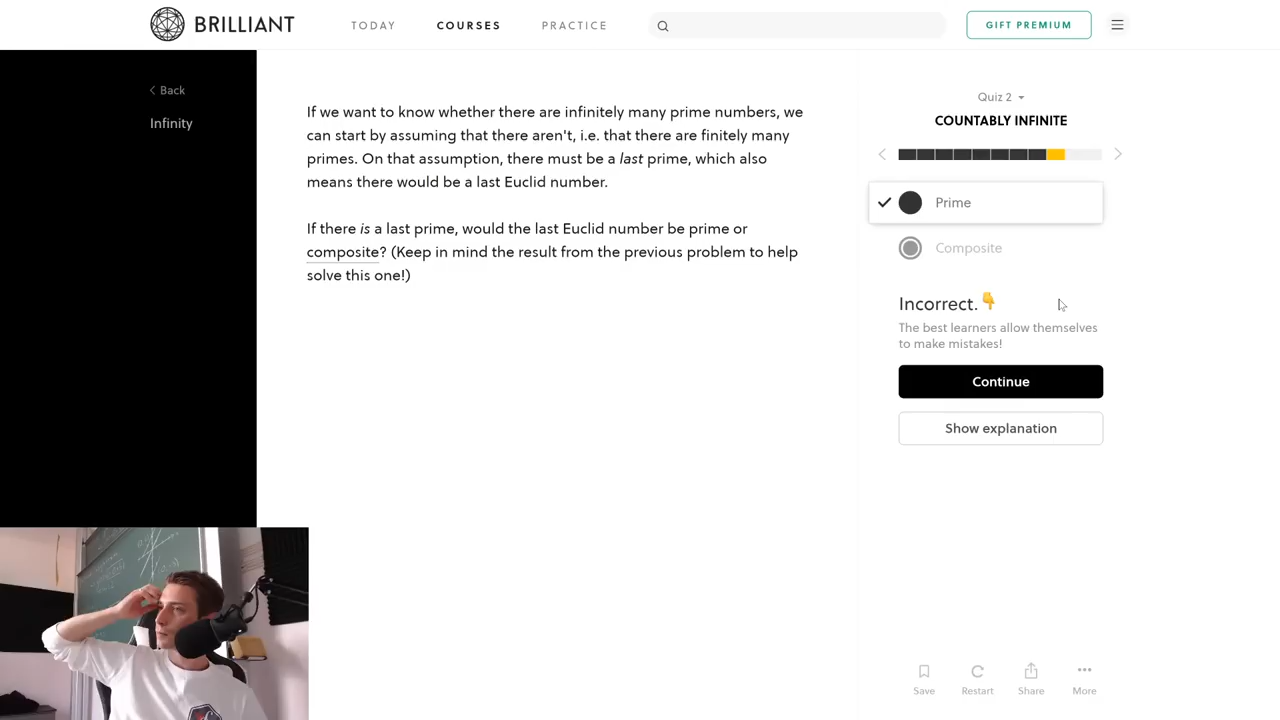 BRILLIANT
TODAY
COURSES
PRACTICE
GIFT PREMIUM
Back
Infinity
If we want to know whether there are infinitely many prime numbers, we
can start by assuming that there aren't, i.e. that there are finitely many
primes. On that assumption, there must be a last prime, which also
means there would be a last Euclid number.
If there is a last prime, would the last Euclid number be prime or
composite? (Keep in mind the result from the previous problem to help
solve this one!)
Quiz 2
COUNTABLY INFINITE
Prime
Composite
Incorrect.
The best learners allow themselves
to make mistakes!
Continue
Show explanation
Save
Restart
Share
More